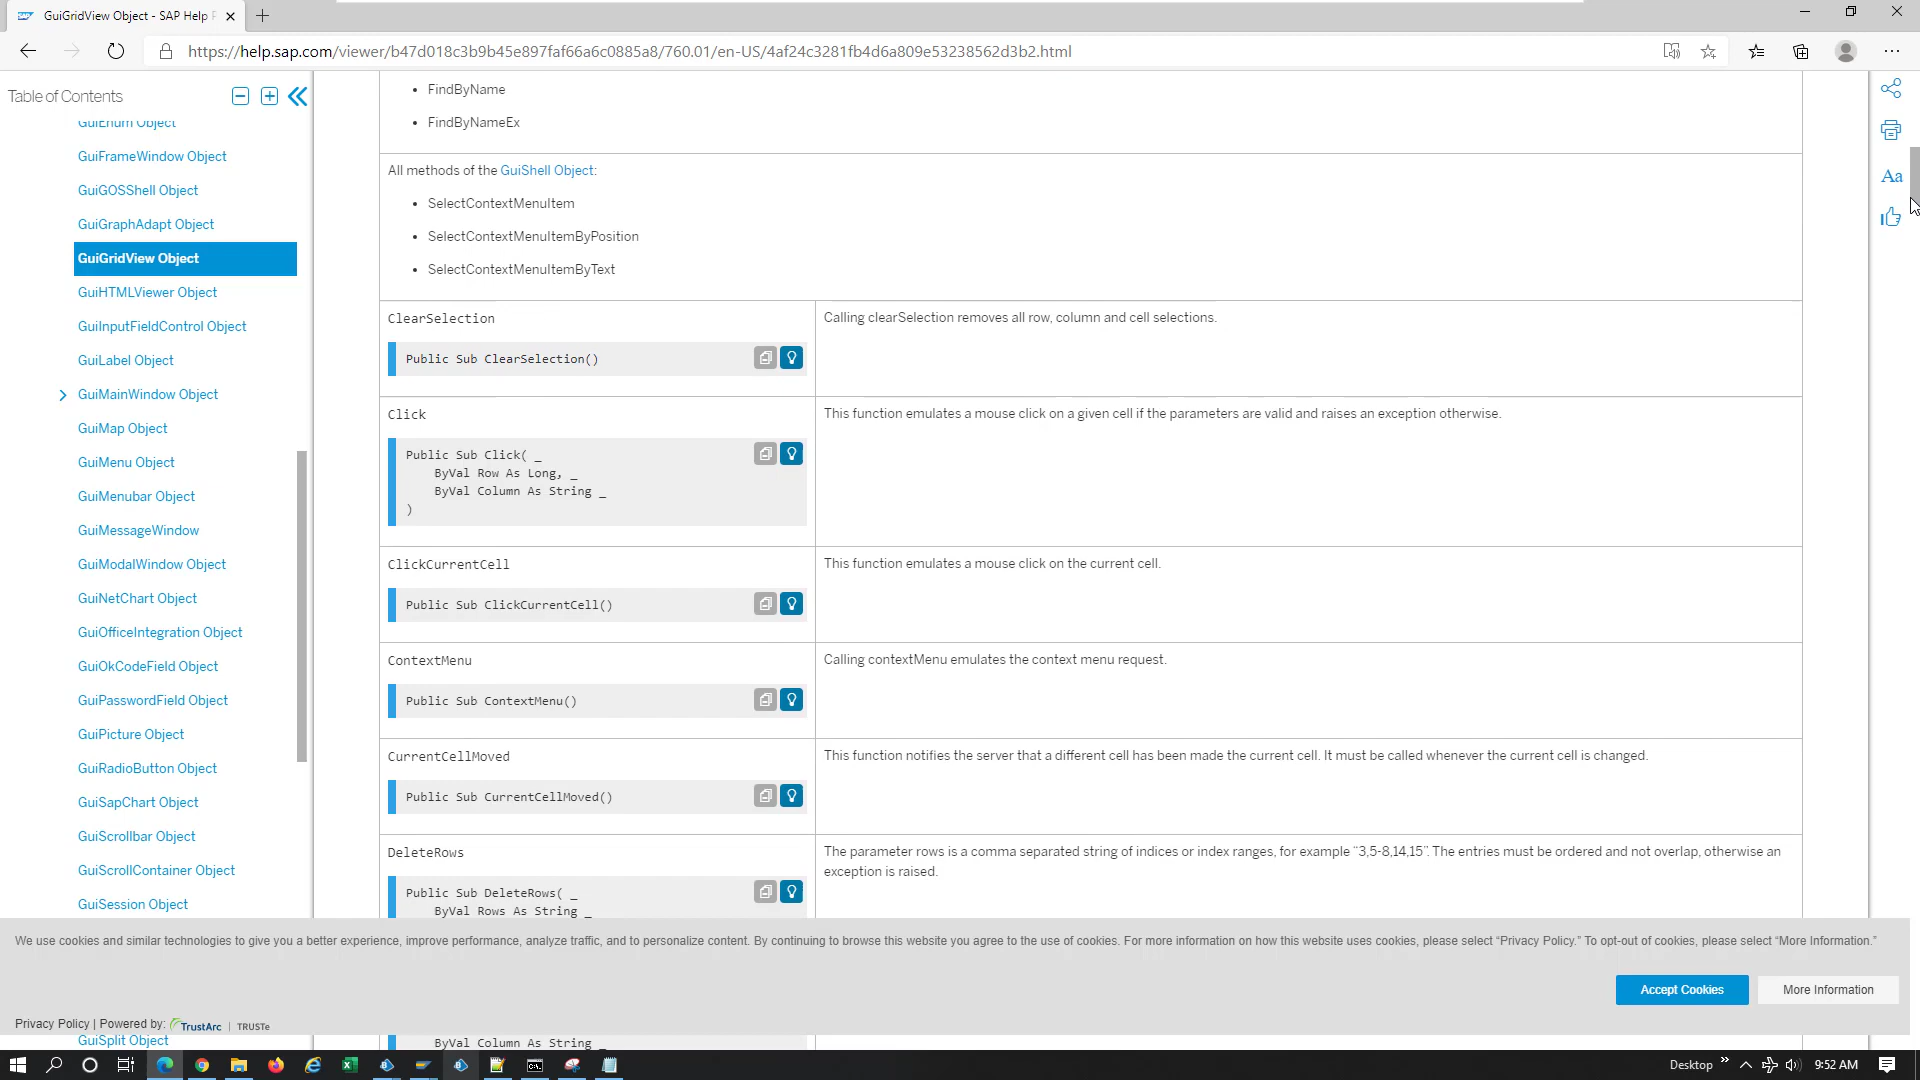 GuiGridView Object - SAP Help P
https://help.sap.com/viewer/b47d018c3b9b45e897faf66a6c0885a8/760.01/en-US/4af24c3281fb4d6a809e53238562d3b2.html
Table of Contents
GuiEnum Object
GuiFrameWindow Object
GuiGOSShell Object
GuiGraphAdapt Object
GuiGridView Object
GuiHTMLViewer Object
GuiInputFieldControl Object
GuiLabel Object
GuiMainWindow Object
GuiMap Object
GuiMenu Object
GuiMenubar Object
GuiMessageWindow
GuiModalWindow Object
GuiNetChart Object
GuiOfficeIntegration Object
GuiOkCodeField Object
GuiPasswordField Object
GuiPicture Object
GuiRadioButton Object
GuiSapChart Object
GuiScrollbar Object
GuiScrollContainer Object
GuiSession Object
• FindByName
• FindByNameEx
All methods of the GuiShell Object:
• SelectContextMenuItem
• SelectContextMenuItemByPosition
• SelectContextMenuItemByText
ClearSelection
Public Sub ClearSelection()
Calling clearSelection removes all row, column and cell selections.
Click
Public Sub Click( _
ByVal Row As Long, _
ByVal Column As String _
)
This function emulates a mouse click on a given cell if the parameters are valid and raises an exception otherwise.
ClickCurrentCell
Public Sub ClickCurrentCell()
This function emulates a mouse click on the current cell.
ContextMenu
Public Sub ContextMenu()
Calling contextMenu emulates the context menu request.
CurrentCellMoved
Public Sub CurrentCellMoved()
This function notifies the server that a different cell has been made the current cell. It must be called whenever the current cell is changed.
DeleteRows
Public Sub DeleteRows( _
ByVal Rows As String _
The parameter rows is a comma separated string of indices or index ranges, for example “3,5-8,14,15”. The entries must be ordered and not overlap, otherwise an
exception is raised.
Aa
We use cookies and similar technologies to give you a better experience, improve performance, analyze traffic, and to personalize content. By continuing to browse this website you agree to the use of cookies. For more information on how this website uses cookies, please select “Privacy Policy.” To opt-out of cookies, please select “More Information.”
Accept Cookies
More Information
Privacy Policy | Powered by: TrustArc | TRUSTe
GuiSplit Object
ByVal Column As String _
Desktop
9:52 AM